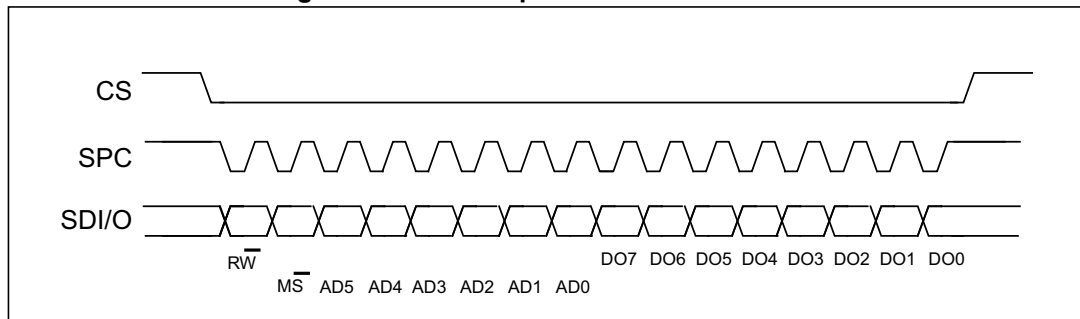 CS
SPC
SDI/O
RW̅ DO7 DO6 DO5 DO4 DO3 DO2 DO1 DO0
MS̅ AD5 AD4 AD3 AD2 AD1 AD0